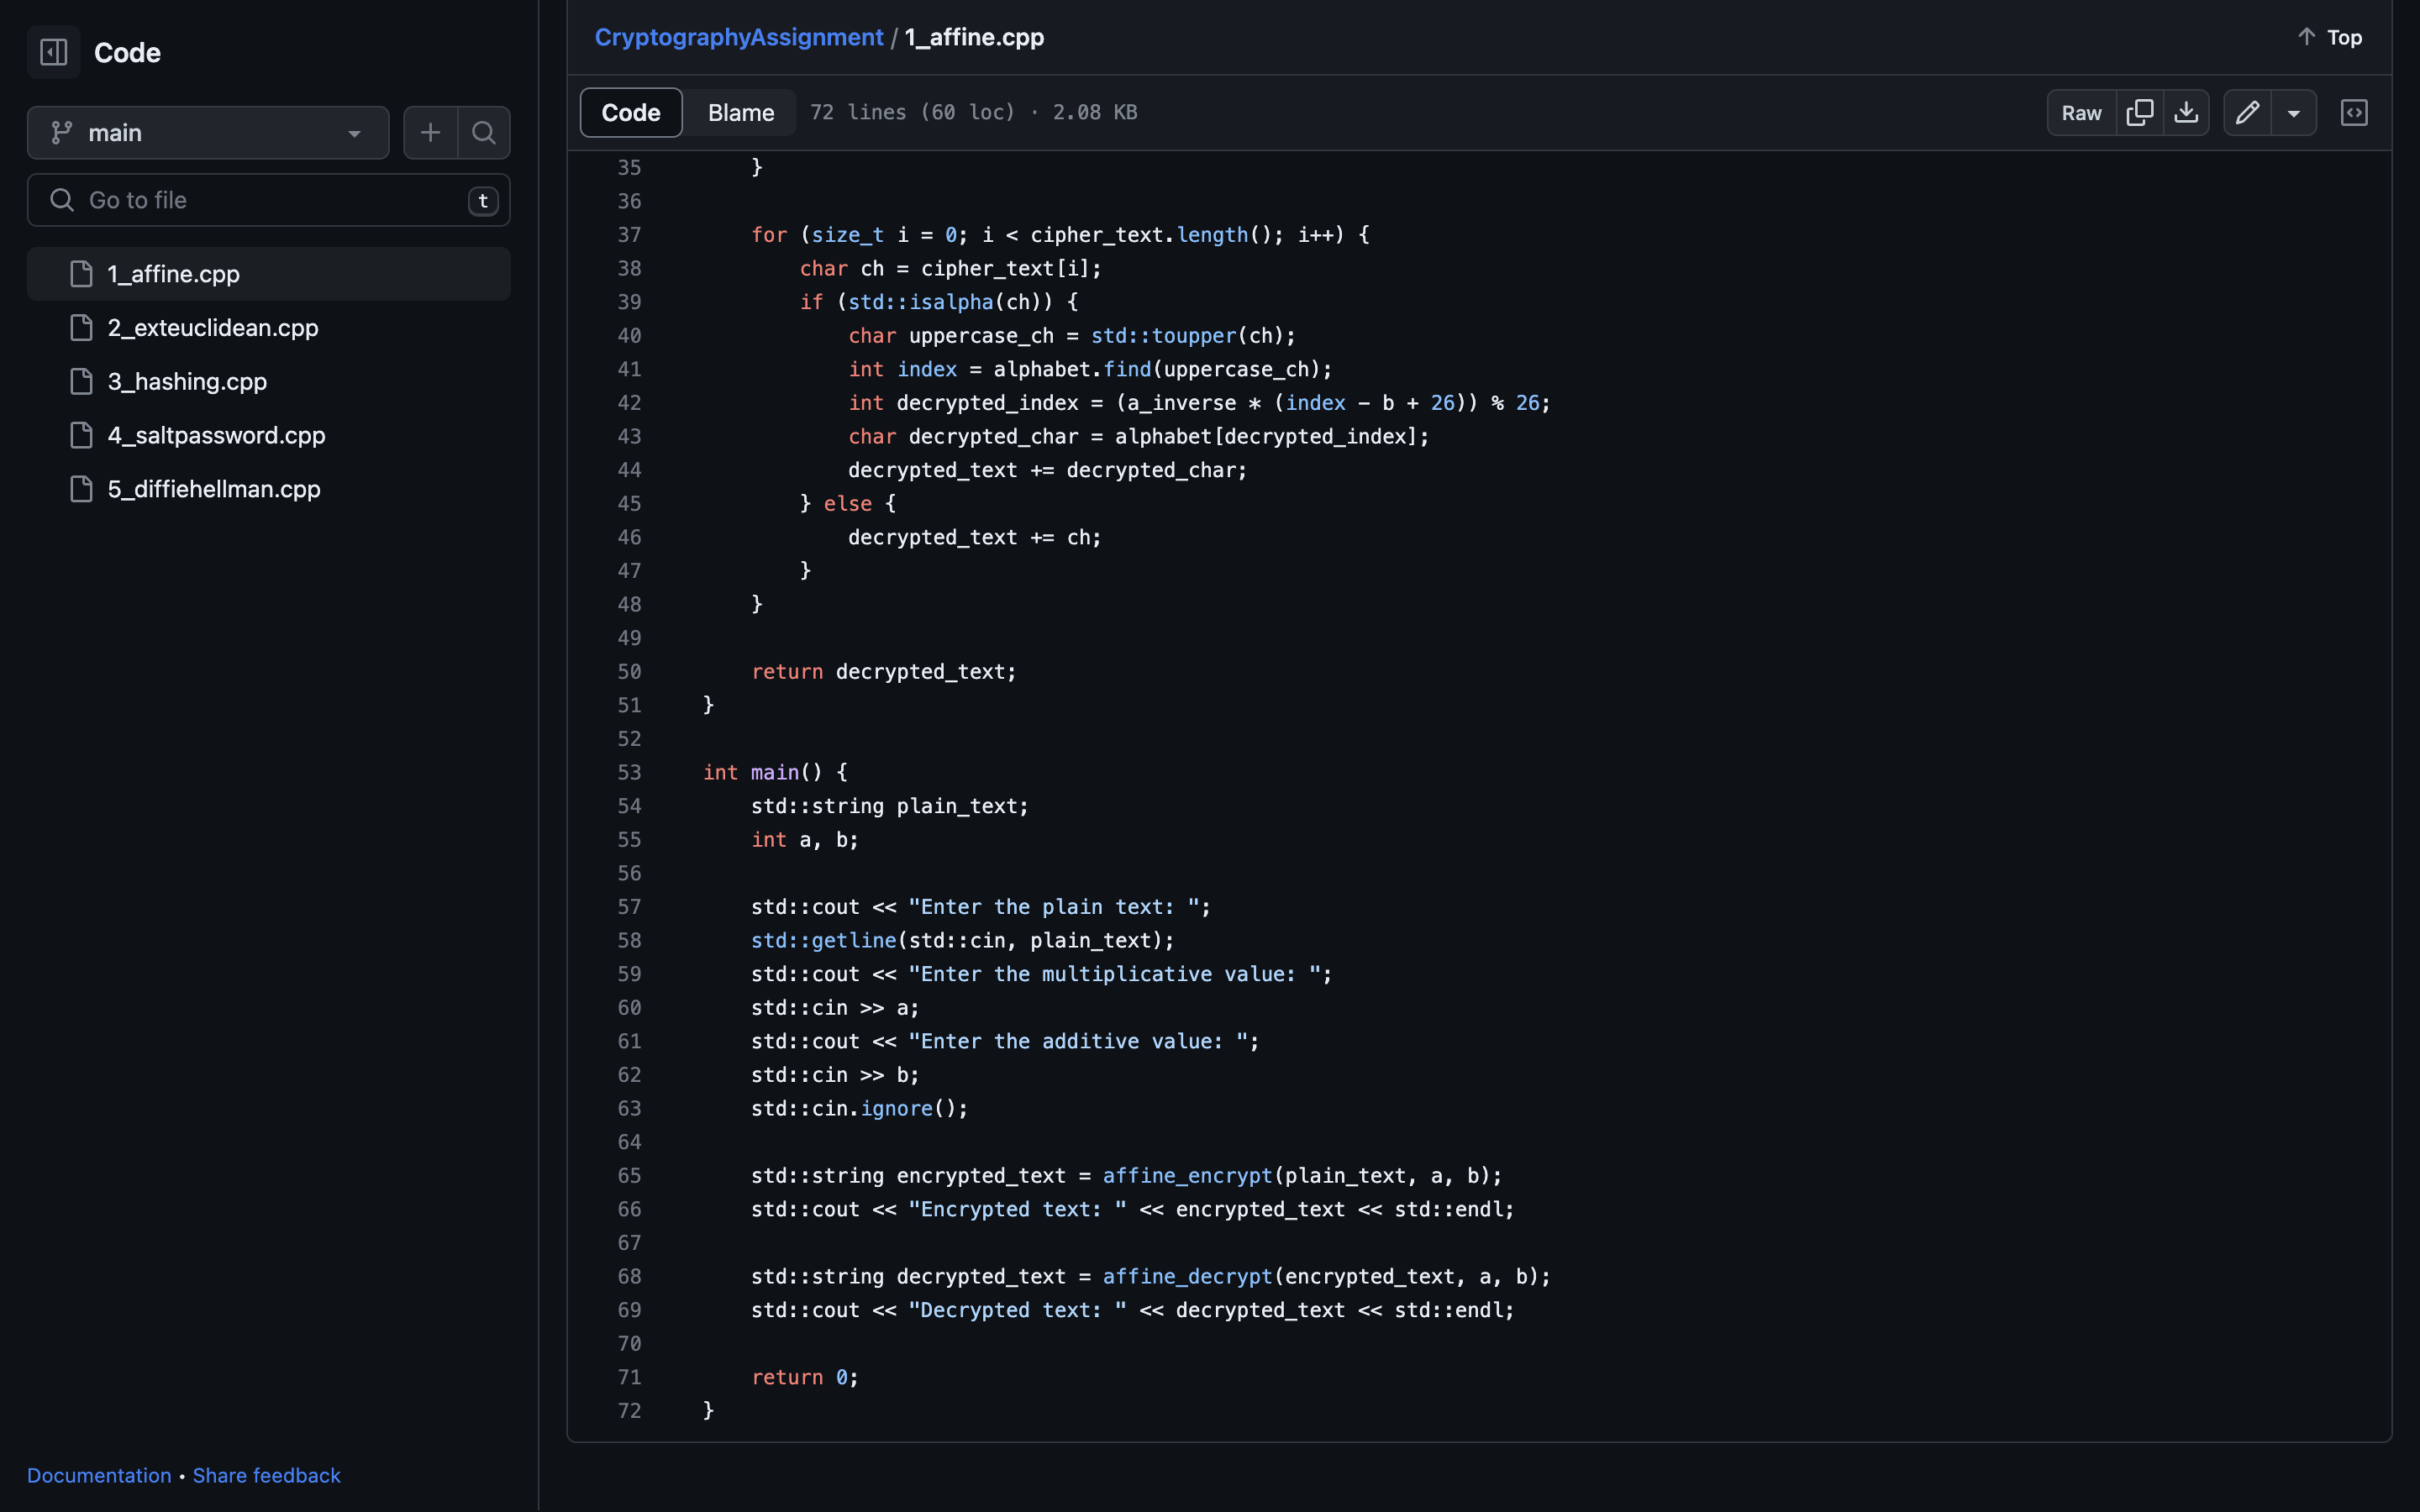 Code
main
Go to file
t
1_affine.cpp
2_exteuclidean.cpp
3_hashing.cpp
4_saltpassword.cpp
5_diffiehellman.cpp
Documentation • Share feedback
CryptographyAssignment / 1_affine.cpp
Top
Code Blame 72 lines (60 loc) · 2.08 KB
Raw
35     }
36
37     for (size_t i = 0; i < cipher_text.length(); i++) {
38         char ch = cipher_text[i];
39         if (std::isalpha(ch)) {
40             char uppercase_ch = std::toupper(ch);
41             int index = alphabet.find(uppercase_ch);
42             int decrypted_index = (a_inverse * (index - b + 26)) % 26;
43             char decrypted_char = alphabet[decrypted_index];
44             decrypted_text += decrypted_char;
45         } else {
46             decrypted_text += ch;
47         }
48     }
49
50     return decrypted_text;
51 }
52
53 int main() {
54     std::string plain_text;
55     int a, b;
56
57     std::cout << "Enter the plain text: ";
58     std::getline(std::cin, plain_text);
59     std::cout << "Enter the multiplicative value: ";
60     std::cin >> a;
61     std::cout << "Enter the additive value: ";
62     std::cin >> b;
63     std::cin.ignore();
64
65     std::string encrypted_text = affine_encrypt(plain_text, a, b);
66     std::cout << "Encrypted text: " << encrypted_text << std::endl;
67
68     std::string decrypted_text = affine_decrypt(encrypted_text, a, b);
69     std::cout << "Decrypted text: " << decrypted_text << std::endl;
70
71     return 0;
72 }